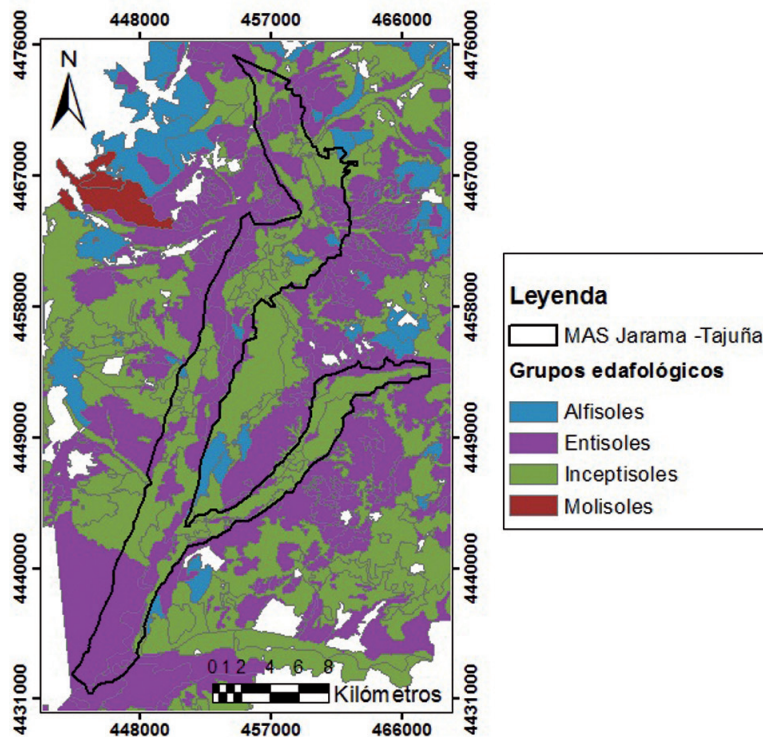 448000 457000 466000
4476000 4476000
N
4467000 4467000
4458000 4458000
4449000 4449000
4440000 4440000
4431000 4431000
0 1 2 4 6 8
Kilómetros
448000 457000 466000
Leyenda
MAS Jarama -Tajuña
Grupos edafológicos
Alfisoles
Entisoles
Inceptisoles
Molisoles